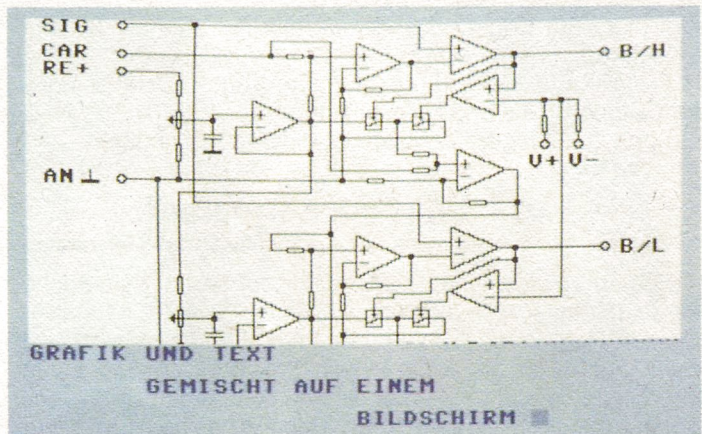 SIG
CAR
RE+
B/H
V+ V-
AN ⊥
B/L
GRAFIK UND TEXT
GEMISCHT AUF EINEM
BILDSCHIRM